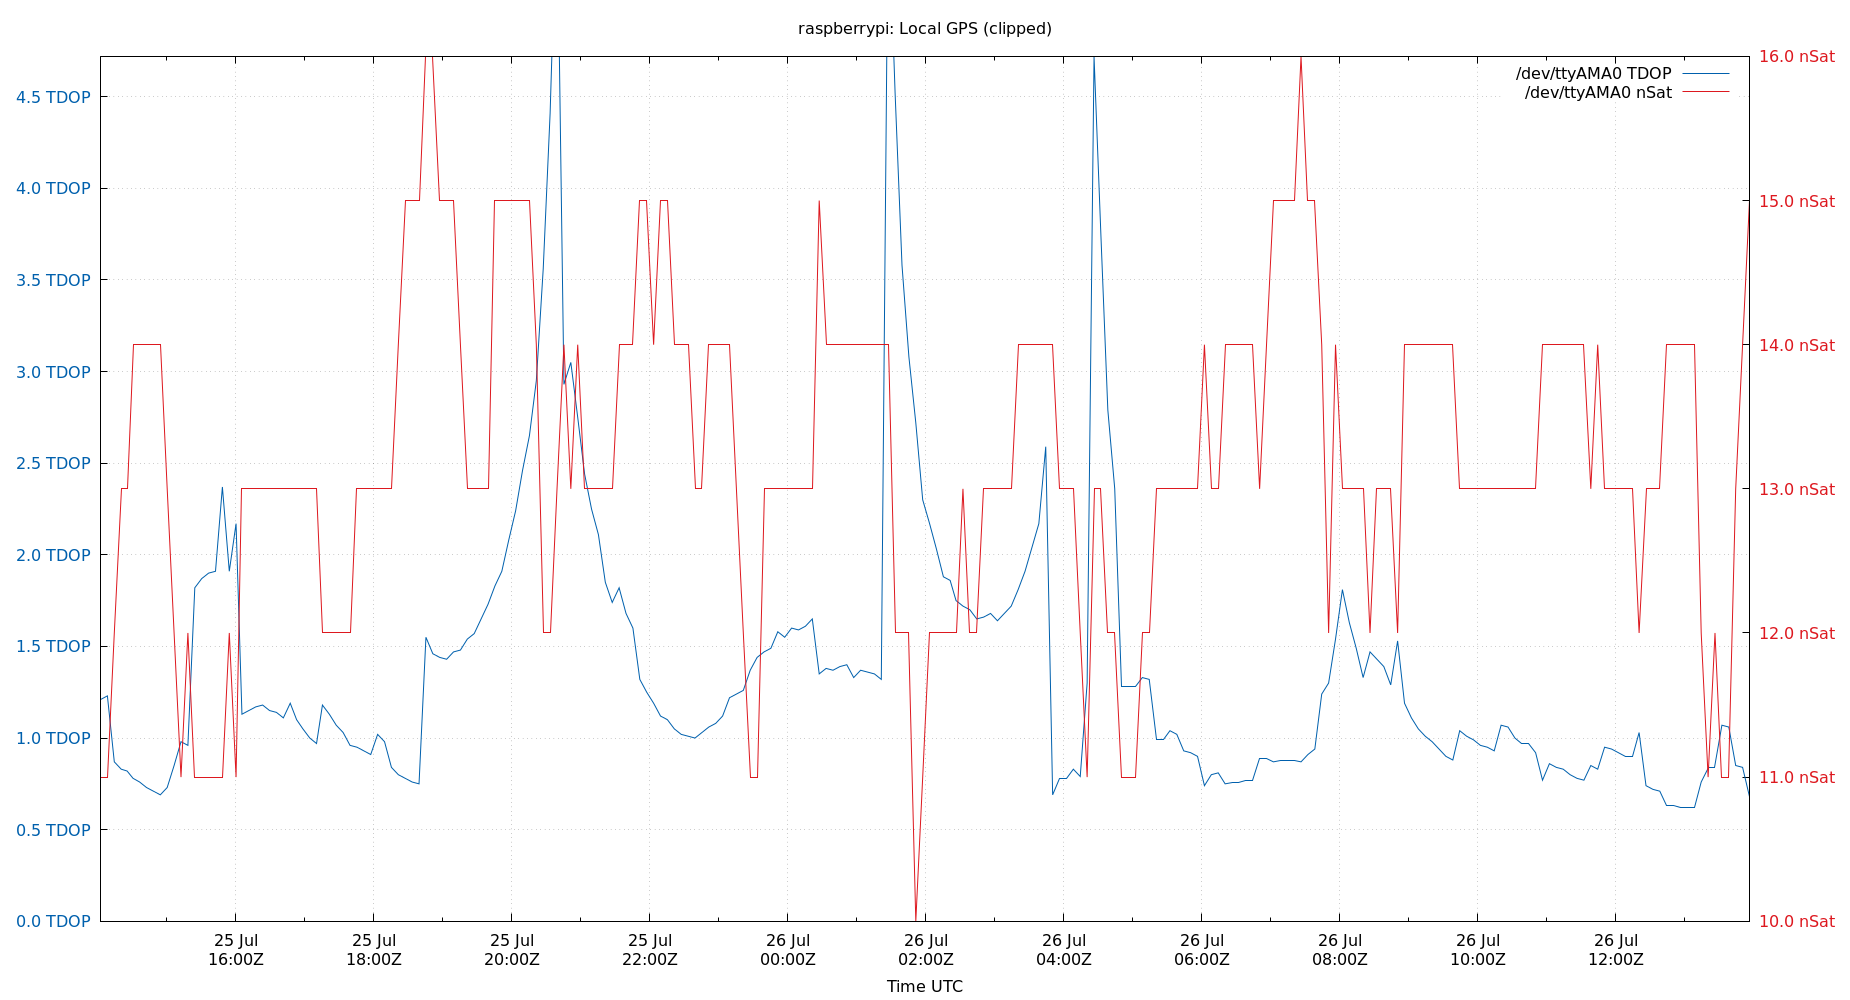 raspberrypi: Local GPS (clipped)
/dev/ttyAMA0 TDOP
/dev/ttyAMA0 nSat
4.5 TDOP
4.0 TDOP
3.5 TDOP
3.0 TDOP
2.5 TDOP
2.0 TDOP
1.5 TDOP
1.0 TDOP
0.5 TDOP
0.0 TDOP
16.0 nSat
15.0 nSat
14.0 nSat
13.0 nSat
12.0 nSat
11.0 nSat
10.0 nSat
25 Jul
16:00Z
25 Jul
18:00Z
25 Jul
20:00Z
25 Jul
22:00Z
26 Jul
00:00Z
26 Jul
02:00Z
26 Jul
04:00Z
26 Jul
06:00Z
26 Jul
08:00Z
26 Jul
10:00Z
26 Jul
12:00Z
Time UTC